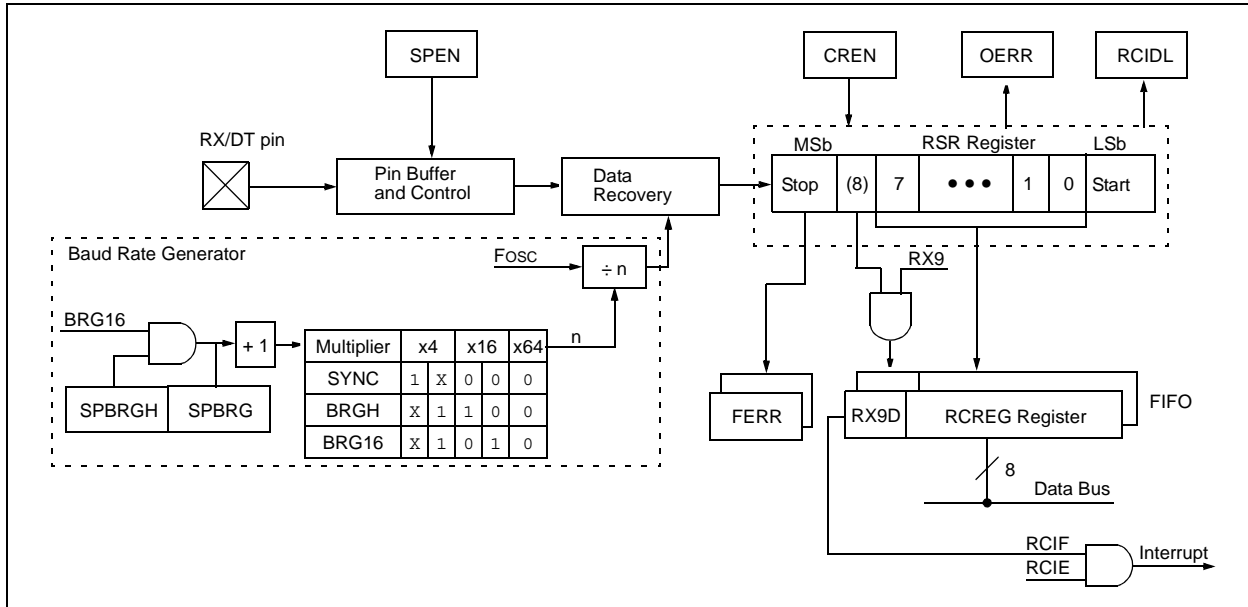 SPEN
CREN
OERR
RCIDL
RX/DT pin
Pin Buffer
and Control
Data
Recovery
MSb RSR Register LSb
Stop (8) 7 ••• 1 0 Start
Baud Rate Generator
FOSC
÷ n
RX9
BRG16
+ 1
n
SPBRGH SPBRG
Multiplier x4 x16 x64
SYNC 1 X 0 0 0
BRGH X 1 1 0 0
BRG16 X 1 0 1 0
FERR
RX9D RCREG Register
FIFO
8
Data Bus
RCIF
RCIE
Interrupt